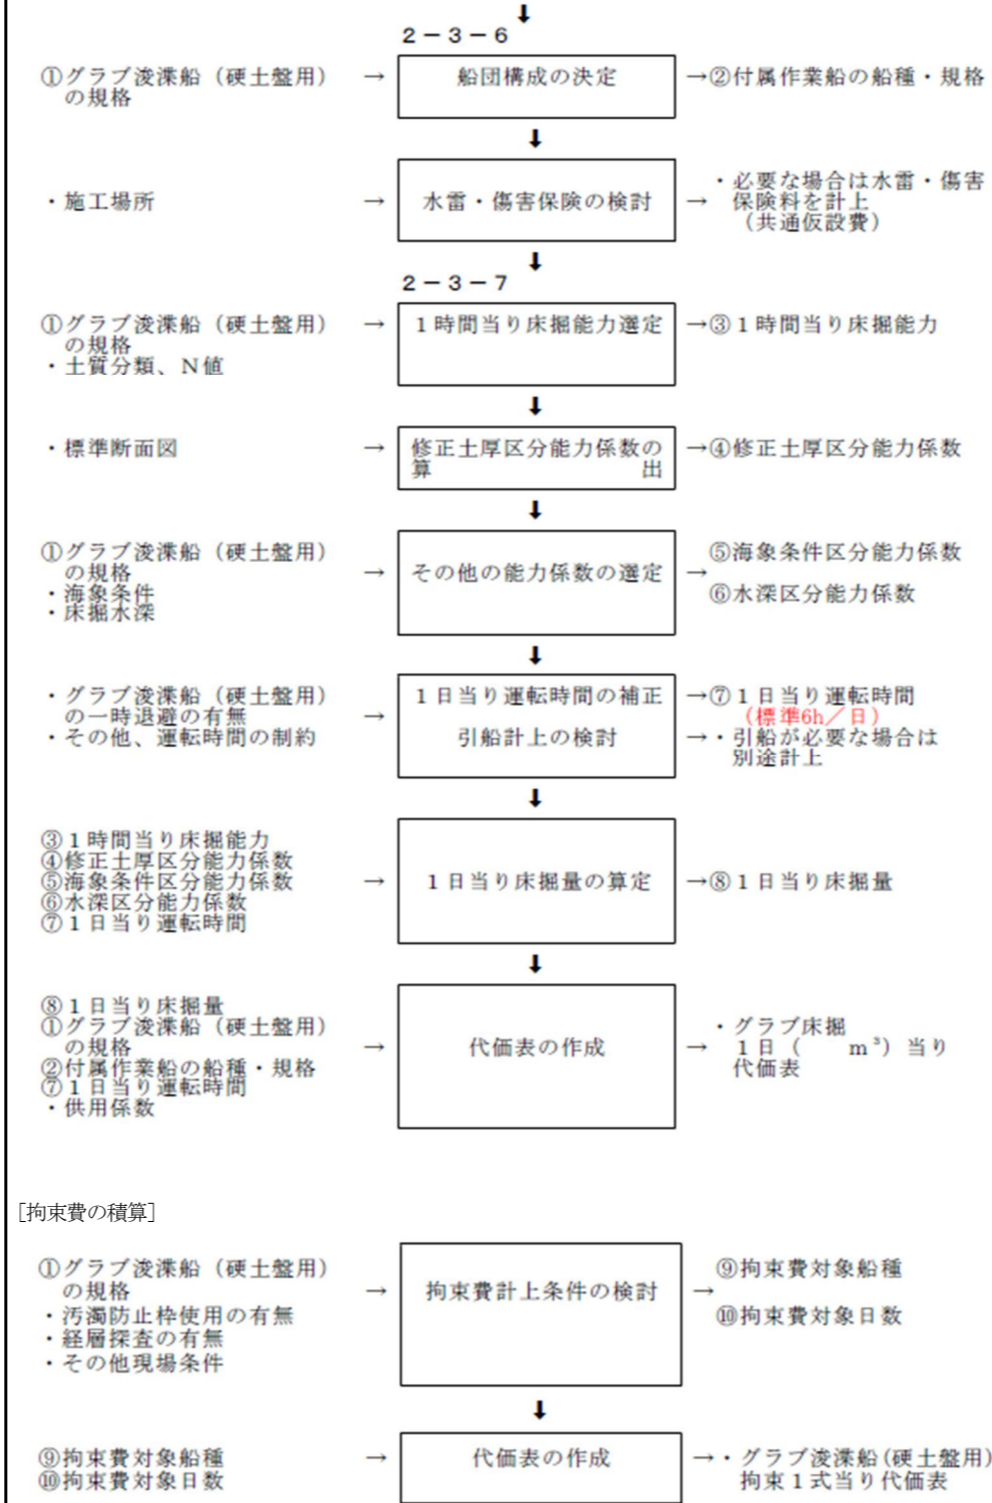 ２－３－６
①グラブ浚渫船（硬土盤用）
の規格
→
船団構成の決定
→②付属作業船の船種・規格
・施工場所
→
水雷・傷害保険の検討
→
・必要な場合は水雷・傷害
保険料を計上
（共通仮設費）
２－３－７
①グラブ浚渫船（硬土盤用）
の規格
・土質分類、Ｎ値
→
１時間当り床掘能力選定
→③１時間当り床掘能力
・標準断面図
→
修正土厚区分能力係数の
算出
→④修正土厚区分能力係数
①グラブ浚渫船（硬土盤用）
の規格
・海象条件
・床掘水深
→
その他の能力係数の選定
→
⑤海象条件区分能力係数
⑥水深区分能力係数
・グラブ浚渫船（硬土盤用）
の一時退避の有無
・その他、運転時間の制約
→
１日当り運転時間の補正
引船計上の検討
→⑦１日当り運転時間
（標準6h／日）
→・引船が必要な場合は
別途計上
③１時間当り床掘能力
④修正土厚区分能力係数
⑤海象条件区分能力係数
⑥水深区分能力係数
⑦１日当り運転時間
→
１日当り床掘量の算定
→⑧１日当り床掘量
⑧１日当り床掘量
①グラブ浚渫船（硬土盤用）
の規格
②付属作業船の船種・規格
⑦１日当り運転時間
・供用係数
→
代価表の作成
→
・グラブ床掘
１日（　　ｍ³）当り
代価表
［拘束費の積算］
①グラブ浚渫船（硬土盤用）
の規格
・汚濁防止枠使用の有無
・経層探査の有無
・その他現場条件
→
拘束費計上条件の検討
→
⑨拘束費対象船種
⑩拘束費対象日数
⑨拘束費対象船種
⑩拘束費対象日数
→
代価表の作成
→・グラブ浚渫船(硬土盤用)
拘束１式当り代価表